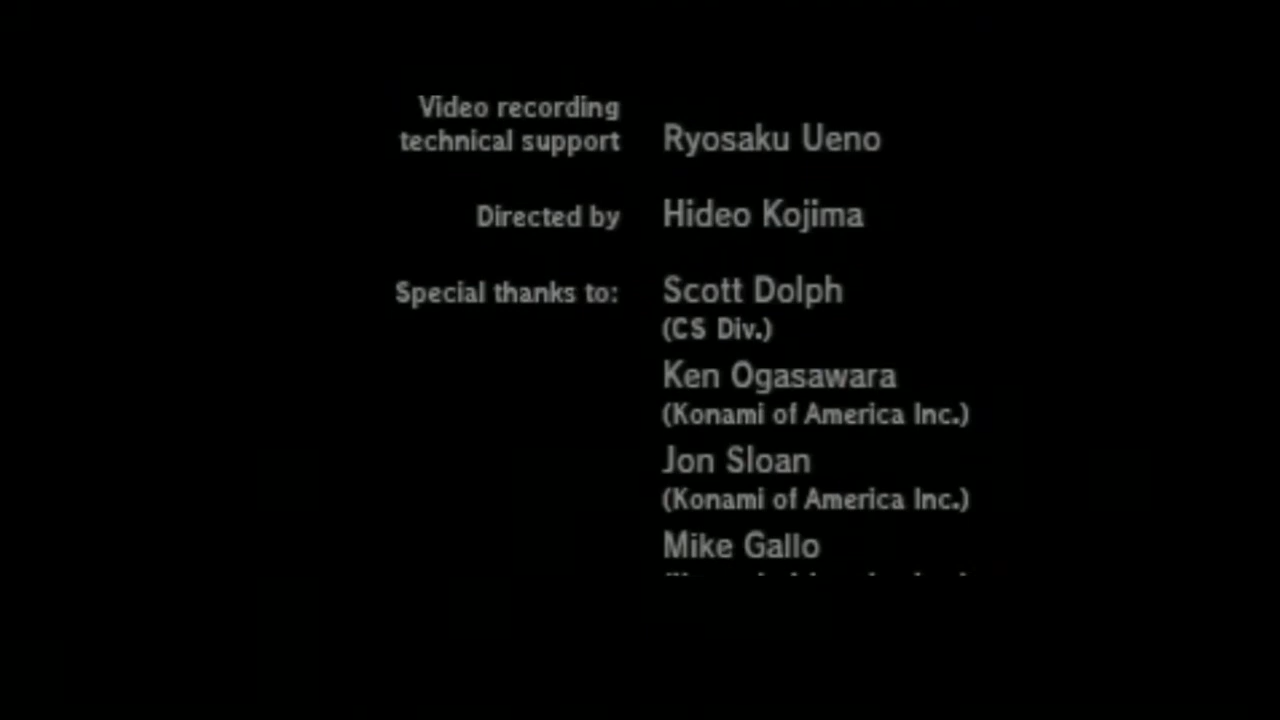 Video recording
technical support Ryosaku Ueno
Directed by Hideo Kojima
Special thanks to: Scott Dolph
(CS Div.)
Ken Ogasawara
(Konami of America Inc.)
Jon Sloan
(Konami of America Inc.)
Mike Gallo